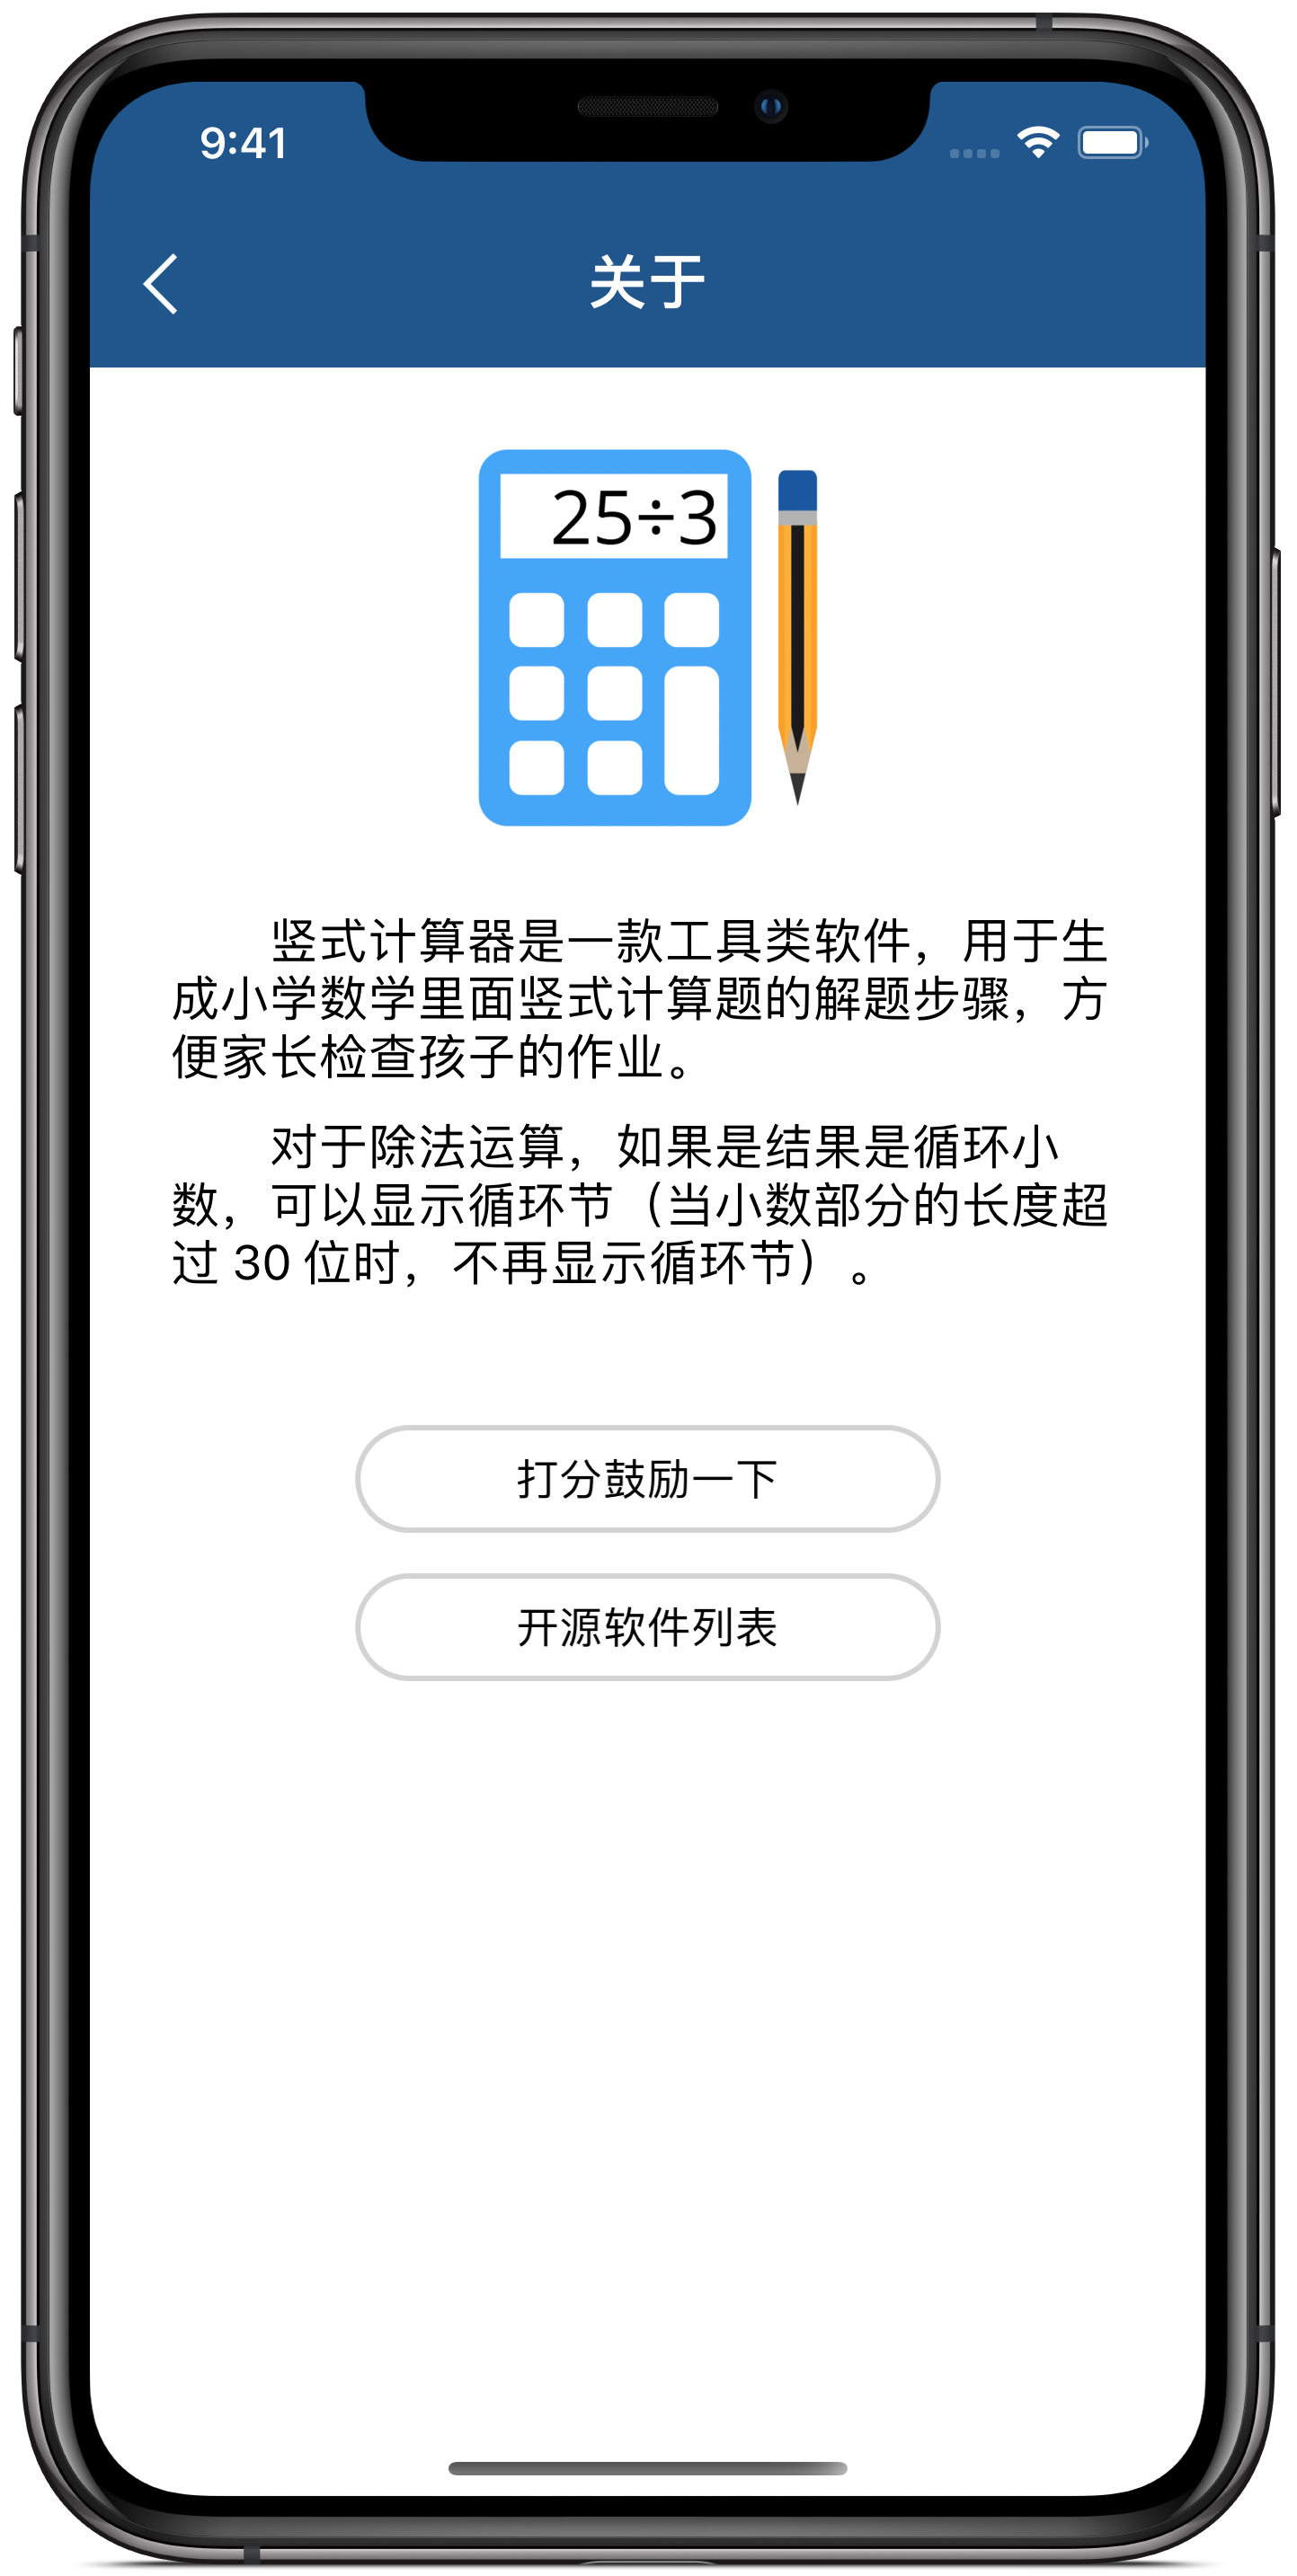 9:41
关于
25÷3
竖式计算器是一款工具类软件，用于生
成小学数学里面竖式计算题的解题步骤，方
便家长检查孩子的作业。
对于除法运算，如果是结果是循环小
数，可以显示循环节（当小数部分的长度超
过 30 位时，不再显示循环节）。
打分鼓励一下
开源软件列表